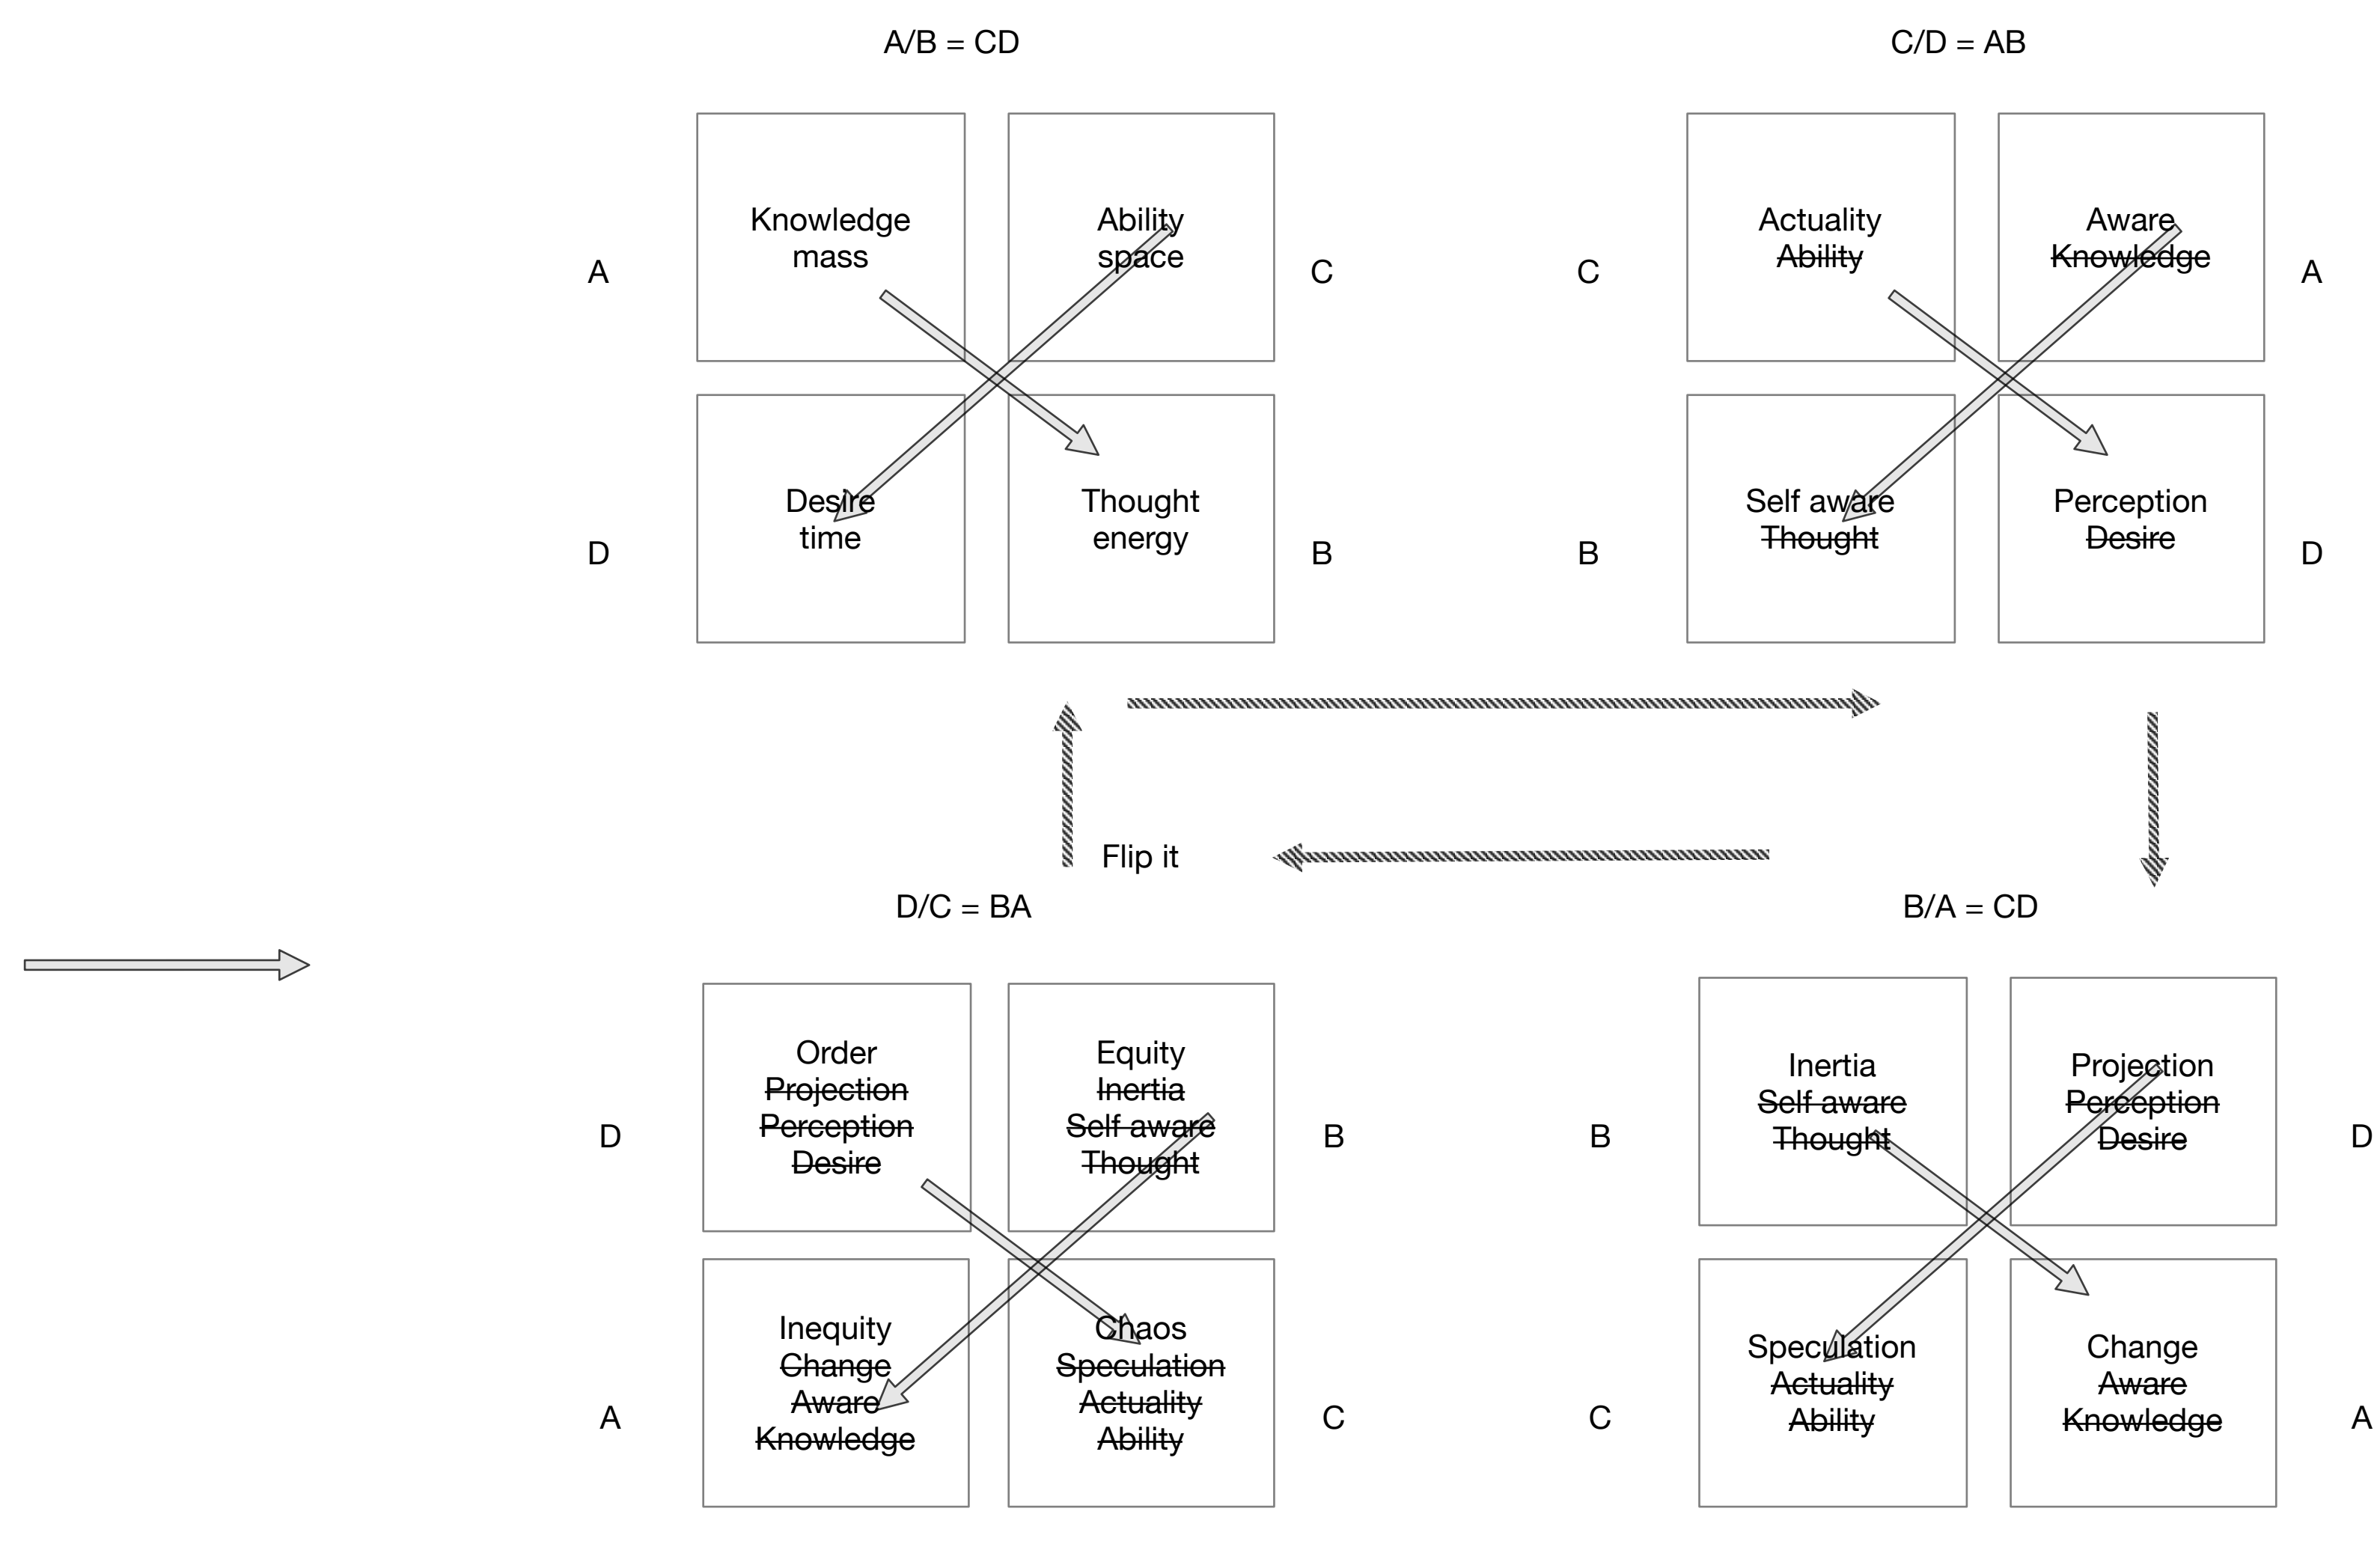 A/B = CD
C/D = AB
Knowledge
mass
Ability
space
A
C
Desire
time
Thought
energy
D
B
Actuality
Ability
Aware
Knowledge
C
A
Self aware
Thought
Perception
Desire
B
D
Flip it
D/C = BA
B/A = CD
Order
Projection
Perception
Desire
Equity
Inertia
Self aware
Thought
D
B
Inequity
Change
Aware
Knowledge
Chaos
Speculation
Actuality
Ability
A
C
Inertia
Self aware
Thought
Projection
Perception
Desire
B
D
Speculation
Actuality
Ability
Change
Aware
Knowledge
C
A